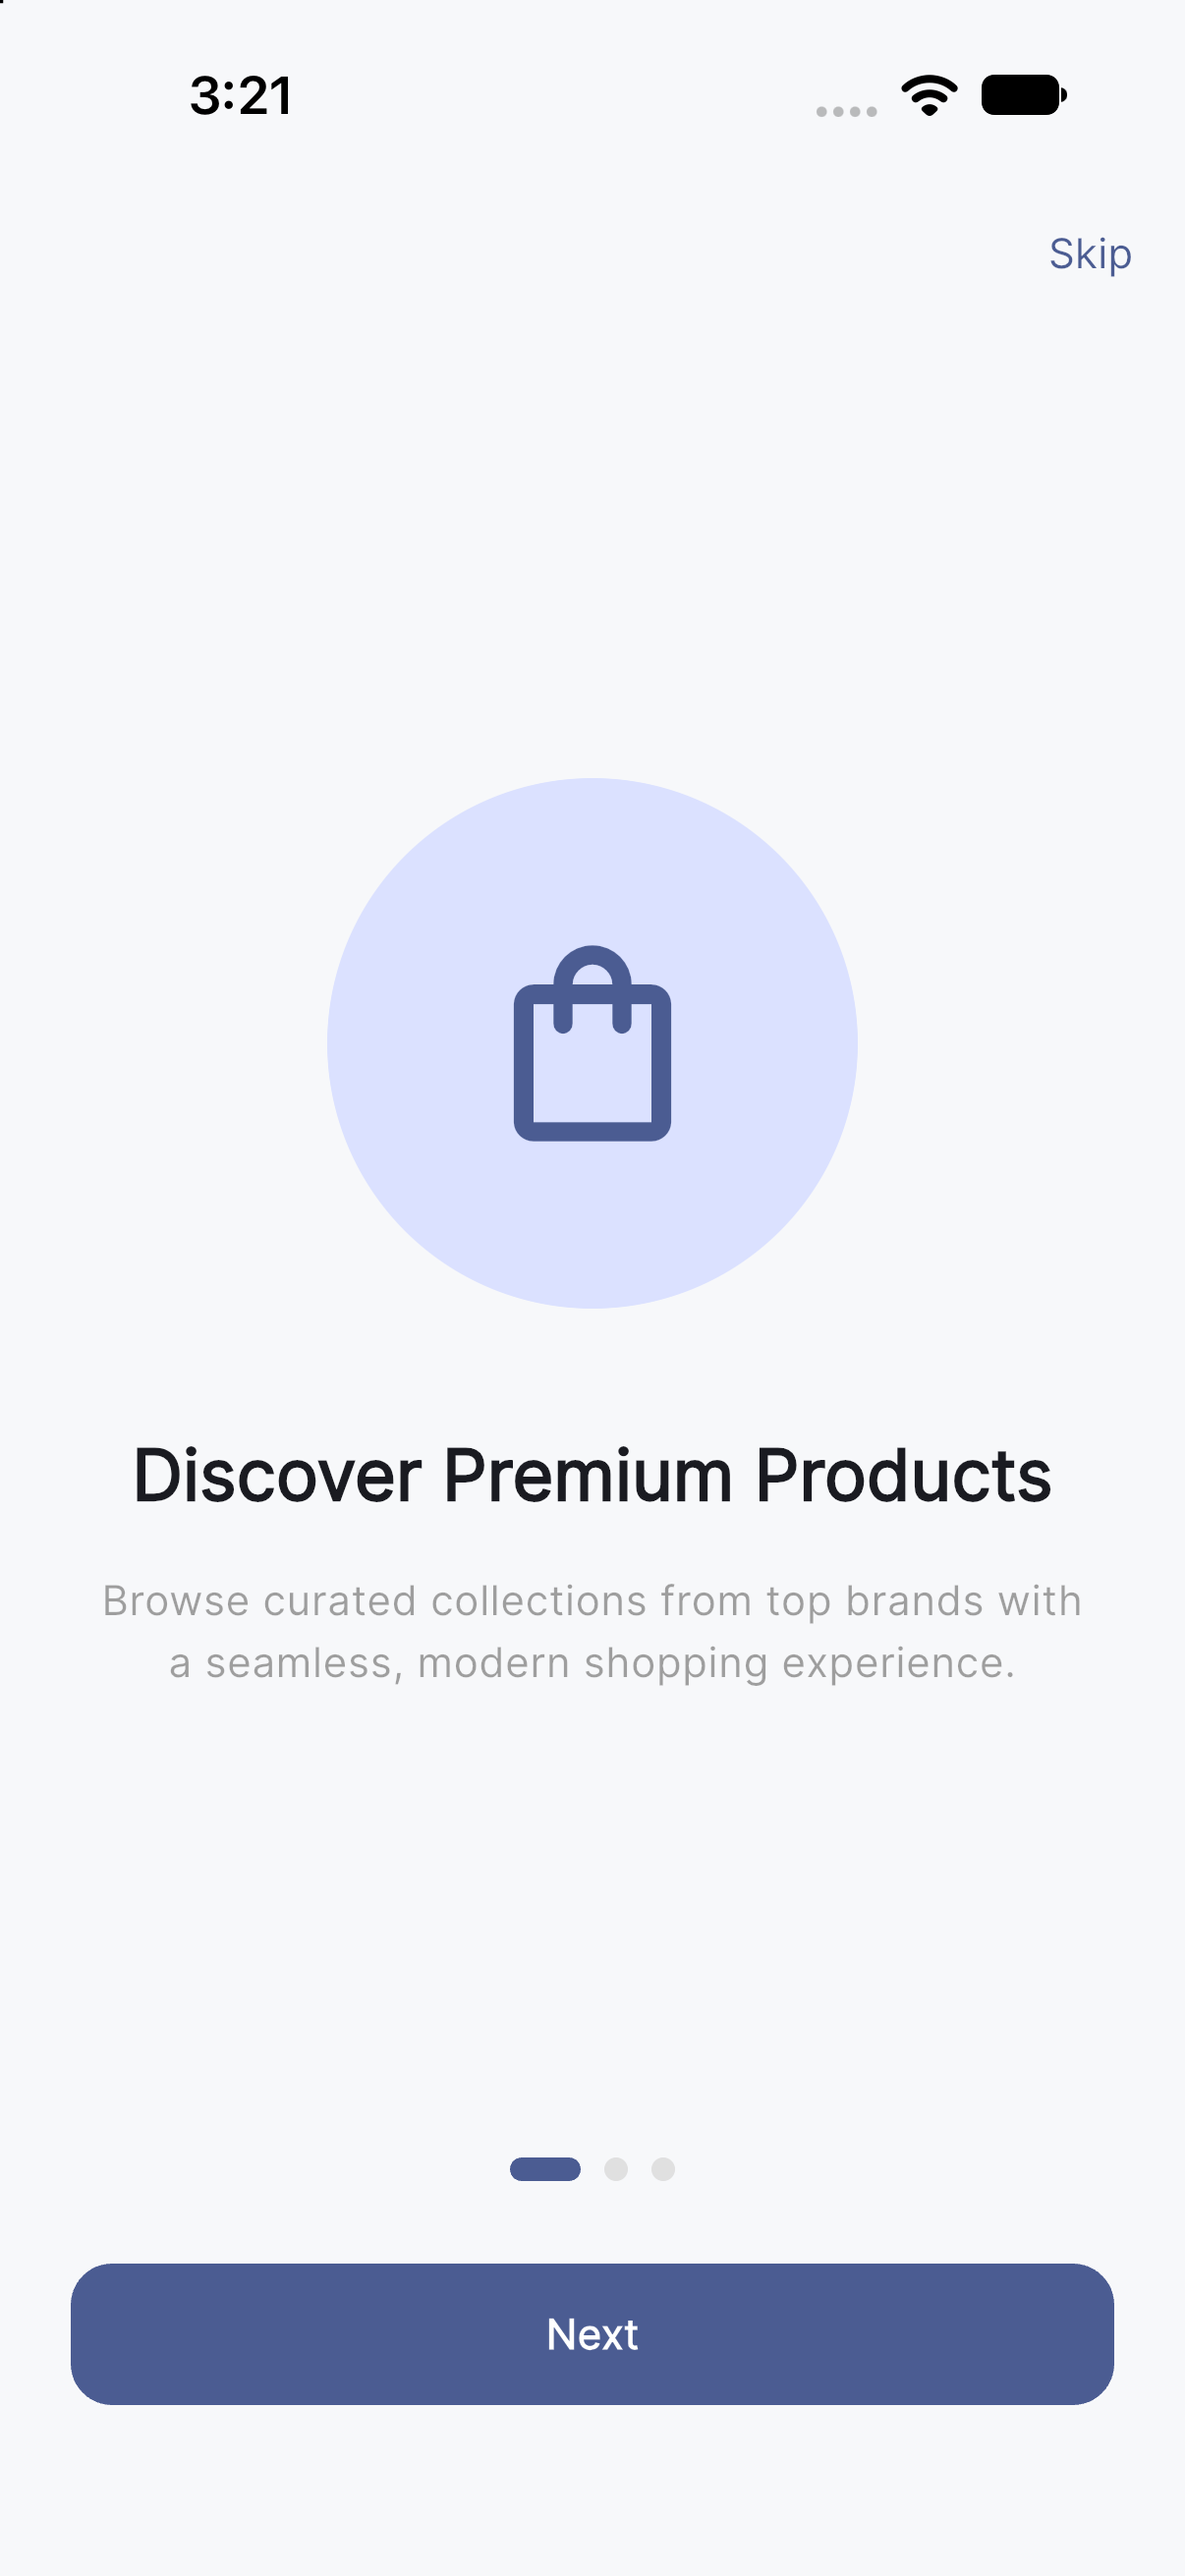 3:21
Skip
Discover Premium Products
Browse curated collections from top brands with
a seamless, modern shopping experience.
Next